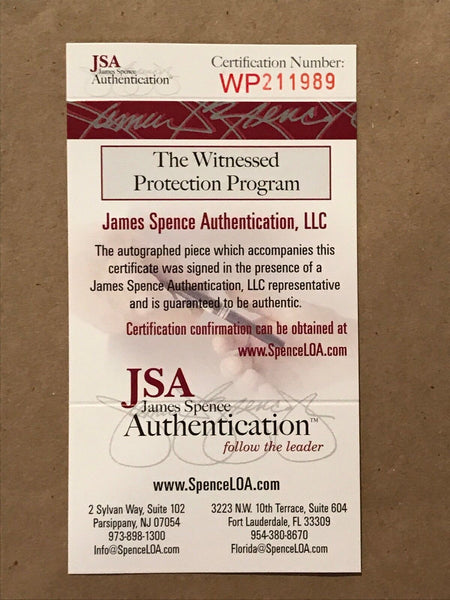 JSA
James Spence
Authentication
Certification Number:
WP211989
James Spence
The Witnessed
Protection Program
James Spence Authentication, LLC
The autographed piece which accompanies this
certificate was signed in the presence of a
James Spence Authentication, LLC representative
and is guaranteed to be authentic.
Certification confirmation can be obtained at
www.SpenceLOA.com
JSA
James Spence
Authentication™
follow the leader
www.SpenceLOA.com
2 Sylvan Way, Suite 102
Parsippany, NJ 07054
973-898-1300
Info@SpenceLOA.com
3223 N.W. 10th Terrace, Suite 604
Fort Lauderdale, FL 33309
954-380-8670
Florida@SpenceLOA.com